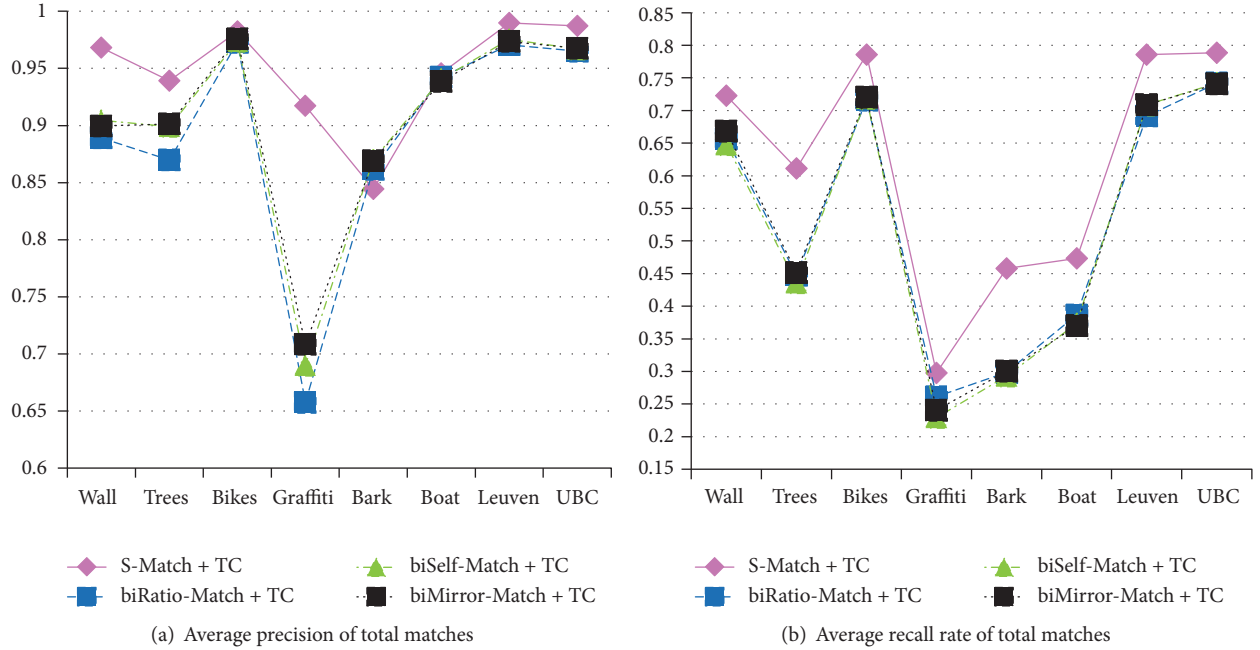 1
0.95
0.9
0.85
0.8
0.75
0.7
0.65
0.6
Wall Trees Bikes Graffiti Bark Boat Leuven UBC
S-Match + TC
biRatio-Match + TC
biSelf-Match + TC
biMirror-Match + TC
(a) Average precision of total matches
0.85
0.8
0.75
0.7
0.65
0.6
0.55
0.5
0.45
0.4
0.35
0.3
0.25
0.2
0.15
Wall Trees Bikes Graffiti Bark Boat Leuven UBC
S-Match + TC
biRatio-Match + TC
biSelf-Match + TC
biMirror-Match + TC
(b) Average recall rate of total matches